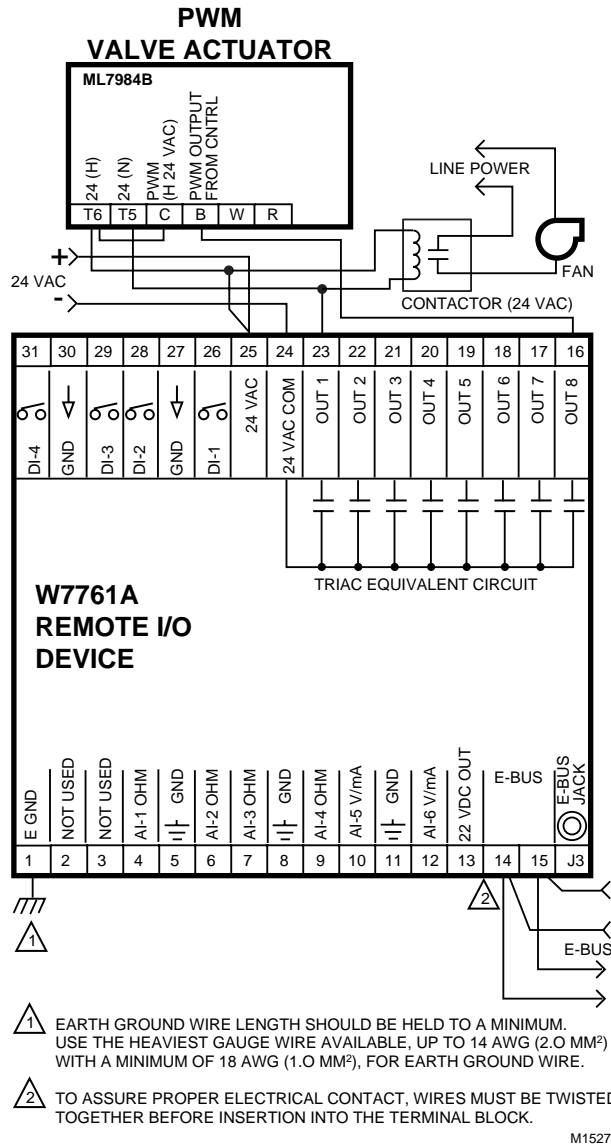 PWM
VALVE ACTUATOR
ML7984B
24 (H)
24 (N)
PWM
(H 24 VAC)
PWM OUTPUT
FROM CNTRL
T6 T5 C B W R
LINE POWER
FAN
CONTACTOR (24 VAC)
+
24 VAC
-
31 30 29 28 27 26 25 24 23 22 21 20 19 18 17 16
DI-4
GND
DI-3
DI-2
GND
DI-1
24 VAC
24 VAC COM
OUT 1
OUT 2
OUT 3
OUT 4
OUT 5
OUT 6
OUT 7
OUT 8
TRIAC EQUIVALENT CIRCUIT
W7761A
REMOTE I/O
DEVICE
E GND
NOT USED
NOT USED
AI-1 OHM
GND
AI-2 OHM
AI-3 OHM
GND
AI-4 OHM
AI-5 V/mA
GND
AI-6 V/mA
22 VDC OUT
E-BUS
E-BUS
JACK
1 2 3 4 5 6 7 8 9 10 11 12 13 14 15 J3
2
1
E-BUS
1 EARTH GROUND WIRE LENGTH SHOULD BE HELD TO A MINIMUM.
USE THE HEAVIEST GAUGE WIRE AVAILABLE, UP TO 14 AWG (2.O MM²)
WITH A MINIMUM OF 18 AWG (1.O MM²), FOR EARTH GROUND WIRE.
2 TO ASSURE PROPER ELECTRICAL CONTACT, WIRES MUST BE TWISTED
TOGETHER BEFORE INSERTION INTO THE TERMINAL BLOCK.
M1527